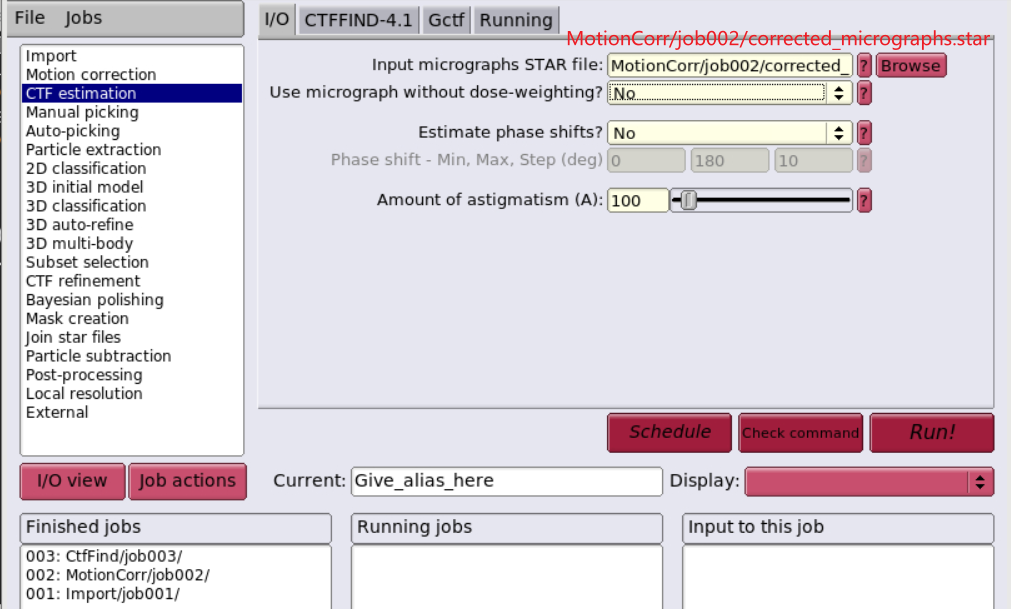 File Jobs
I/O CTFFIND-4.1 Gctf Running
MotionCorr/job002/corrected_micrographs.star
Import
Motion correction
CTF estimation
Manual picking
Auto-picking
Particle extraction
2D classification
3D initial model
3D classification
3D auto-refine
3D multi-body
Subset selection
CTF refinement
Bayesian polishing
Mask creation
Join star files
Particle subtraction
Post-processing
Local resolution
External
Input micrographs STAR file: MotionCorr/job002/corrected_ ? Browse
Use micrograph without dose-weighting? No ?
Estimate phase shifts? No ?
Phase shift - Min, Max, Step (deg) 0 180 10 ?
Amount of astigmatism (A): 100 ?
Schedule Check command Run!
I/O view Job actions Current: Give_alias_here Display:
Finished jobs
003: CtfFind/job003/
002: MotionCorr/job002/
001: Import/job001/
Running jobs
Input to this job